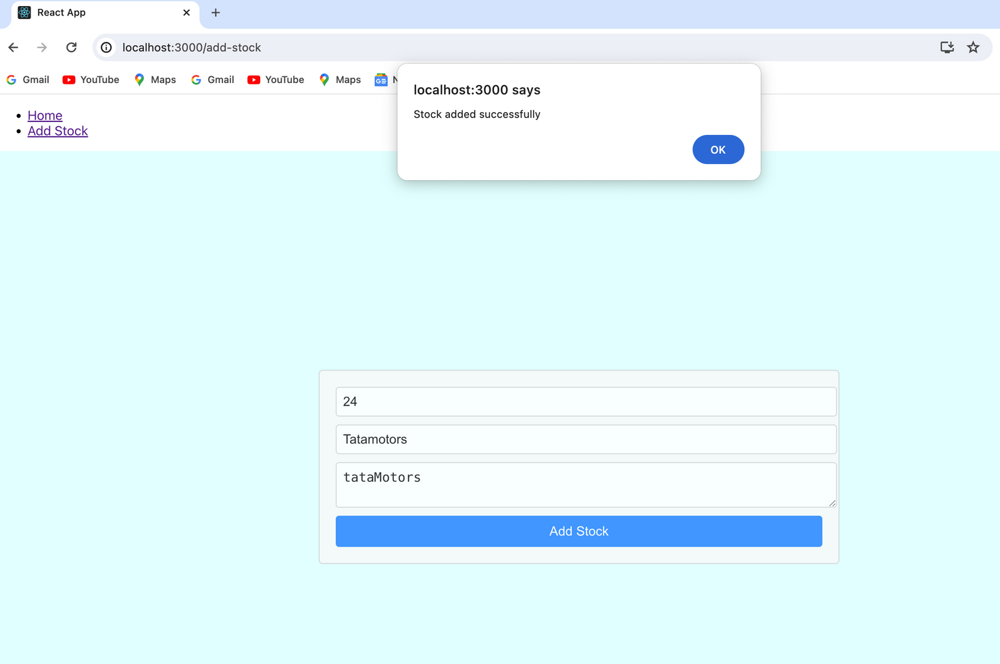 React App
localhost:3000/add-stock
Gmail YouTube Maps Gmail YouTube Maps GE N
localhost:3000 says
Stock added successfully
OK
Home
Add Stock
24
Tatamotors
tataMotors
Add Stock